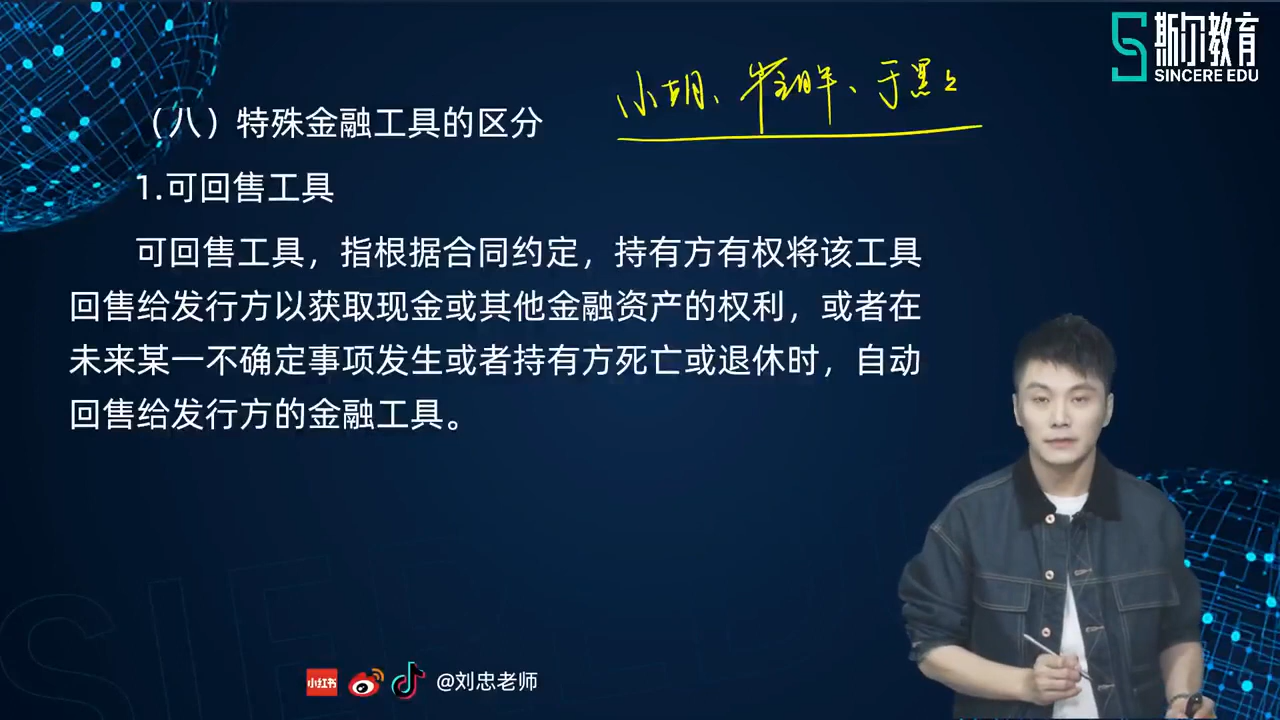 斯尔教育
SINCERE EDU
小胡、
（八）特殊金融工具的区分
1.可回售工具
可回售工具，指根据合同约定，持有方有权将该工具
回售给发行方以获取现金或其他金融资产的权利，或者在
未来某一不确定事项发生或者持有方死亡或退休时，自动
回售给发行方的金融工具。
小红书
@刘忠老师